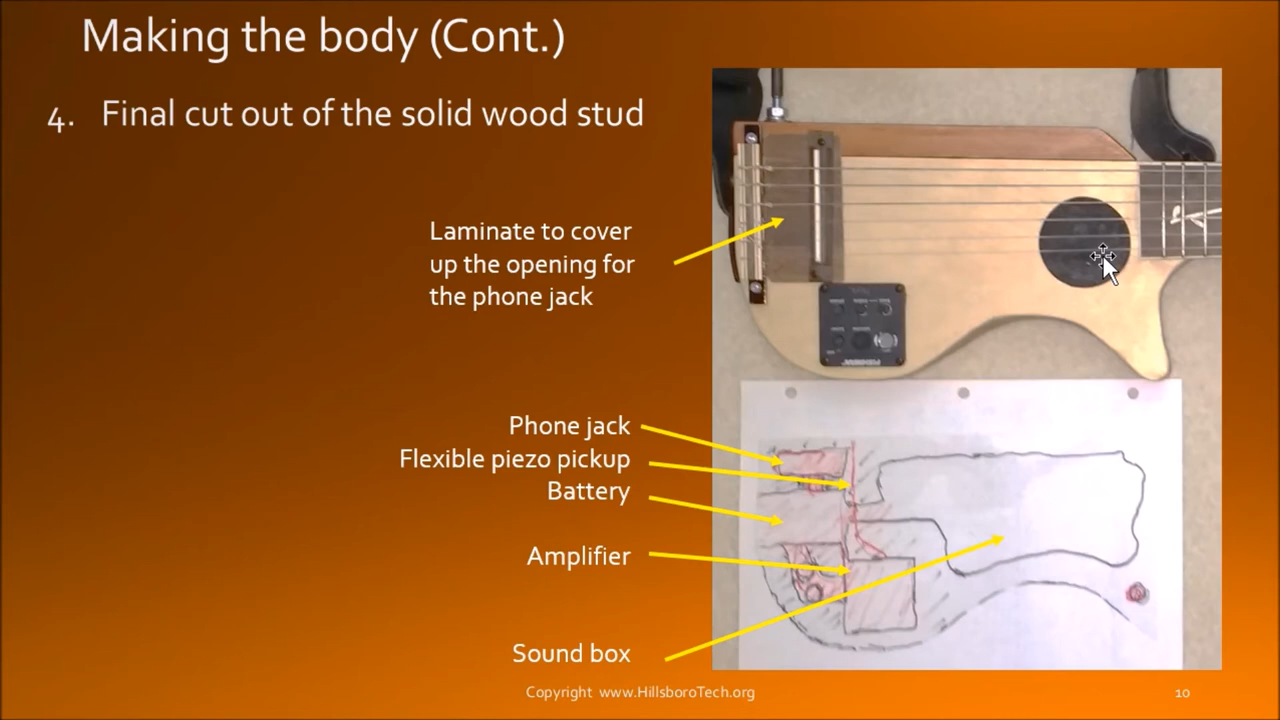 Making the body (Cont.)
4. Final cut out of the solid wood stud
Laminate to cover
up the opening for
the phone jack
Phone jack
Flexible piezo pickup
Battery
Amplifier
Sound box
Copyright www.HillsboroTech.org
10